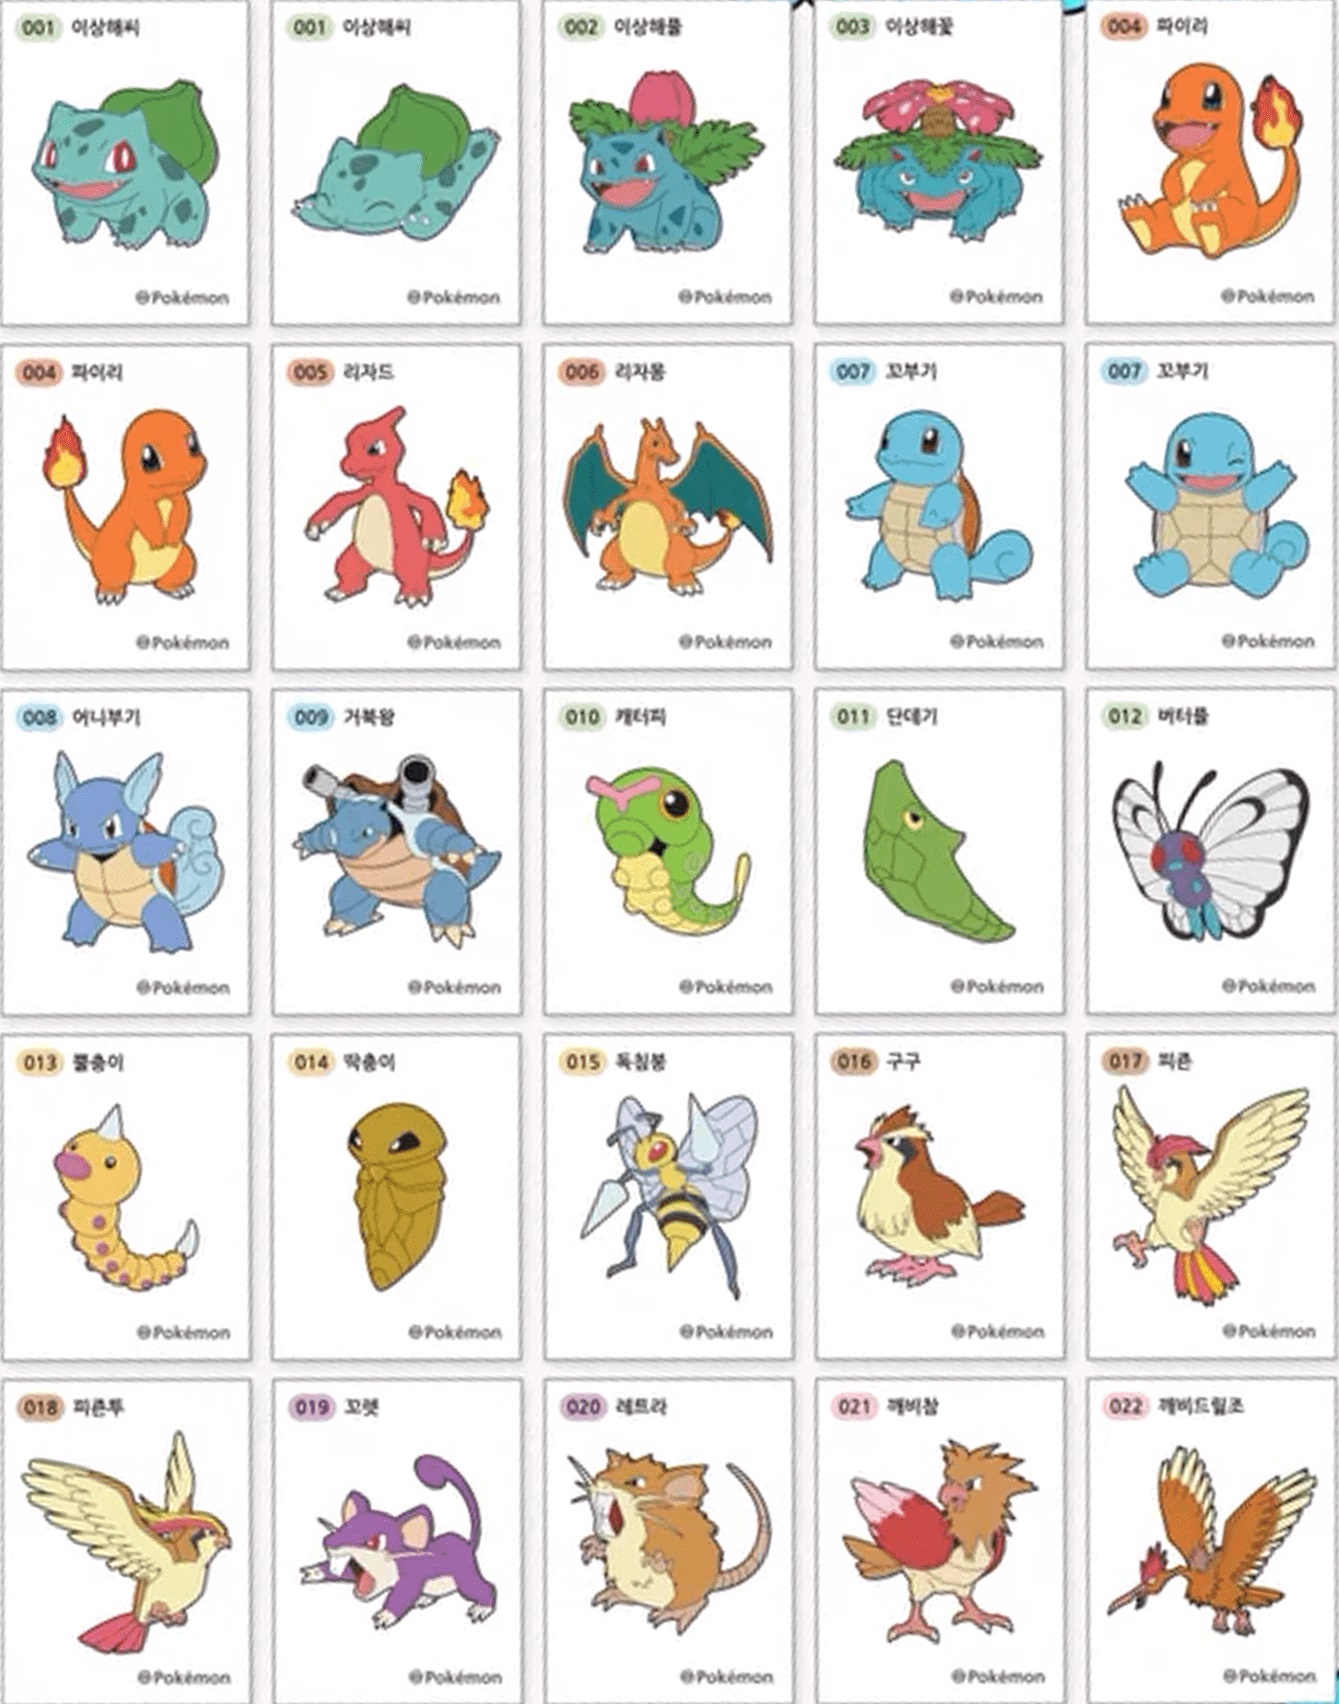 001 이상해씨
©Pokémon
001 이상해씨
©Pokémon
002 이상해풀
©Pokémon
003 이상해꽃
©Pokémon
004 파이리
©Pokémon
004 파이리
©Pokémon
005 리자드
©Pokémon
006 리자몽
©Pokémon
007 꼬부기
©Pokémon
007 꼬부기
©Pokémon
008 어니부기
©Pokémon
009 거북왕
©Pokémon
010 캐터피
©Pokémon
011 단데기
©Pokémon
012 버터플
©Pokémon
013 뿔충이
©Pokémon
014 딱충이
©Pokémon
015 독침붕
©Pokémon
016 구구
©Pokémon
017 피죤
©Pokémon
018 피죤투
©Pokémon
019 꼬렛
©Pokémon
020 레트라
©Pokémon
021 깨비참
©Pokémon
022 깨비드릴조
©Pokémon